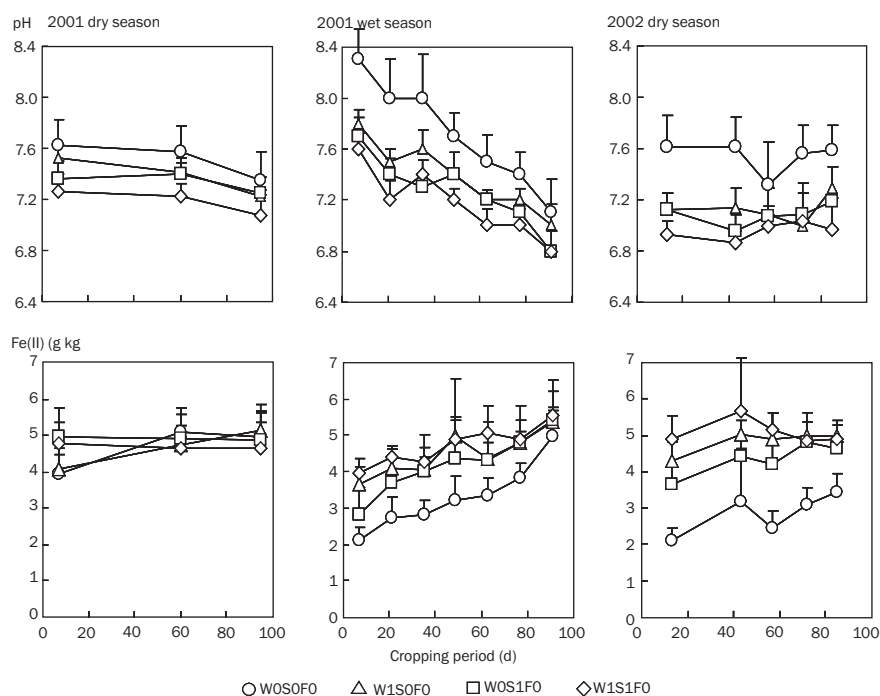 pH 2001 dry season 2001 wet season 2002 dry season
8.4 8.4 8.4
8.0 8.0 8.0
7.6 7.6 7.6
7.2 7.2 7.2
6.8 6.8 6.8
6.4 6.4 6.4
Fe(II) (g kg
7 7 7
6 6 6
5 5 5
4 4 4
3 3 3
2 2 2
1 1 1
0 0 0
0 20 40 60 80 100 0 20 40 60 80 100 0 20 40 60 80 100
Cropping period (d)
W0S0F0 W1S0F0 W0S1F0 W1S1F0